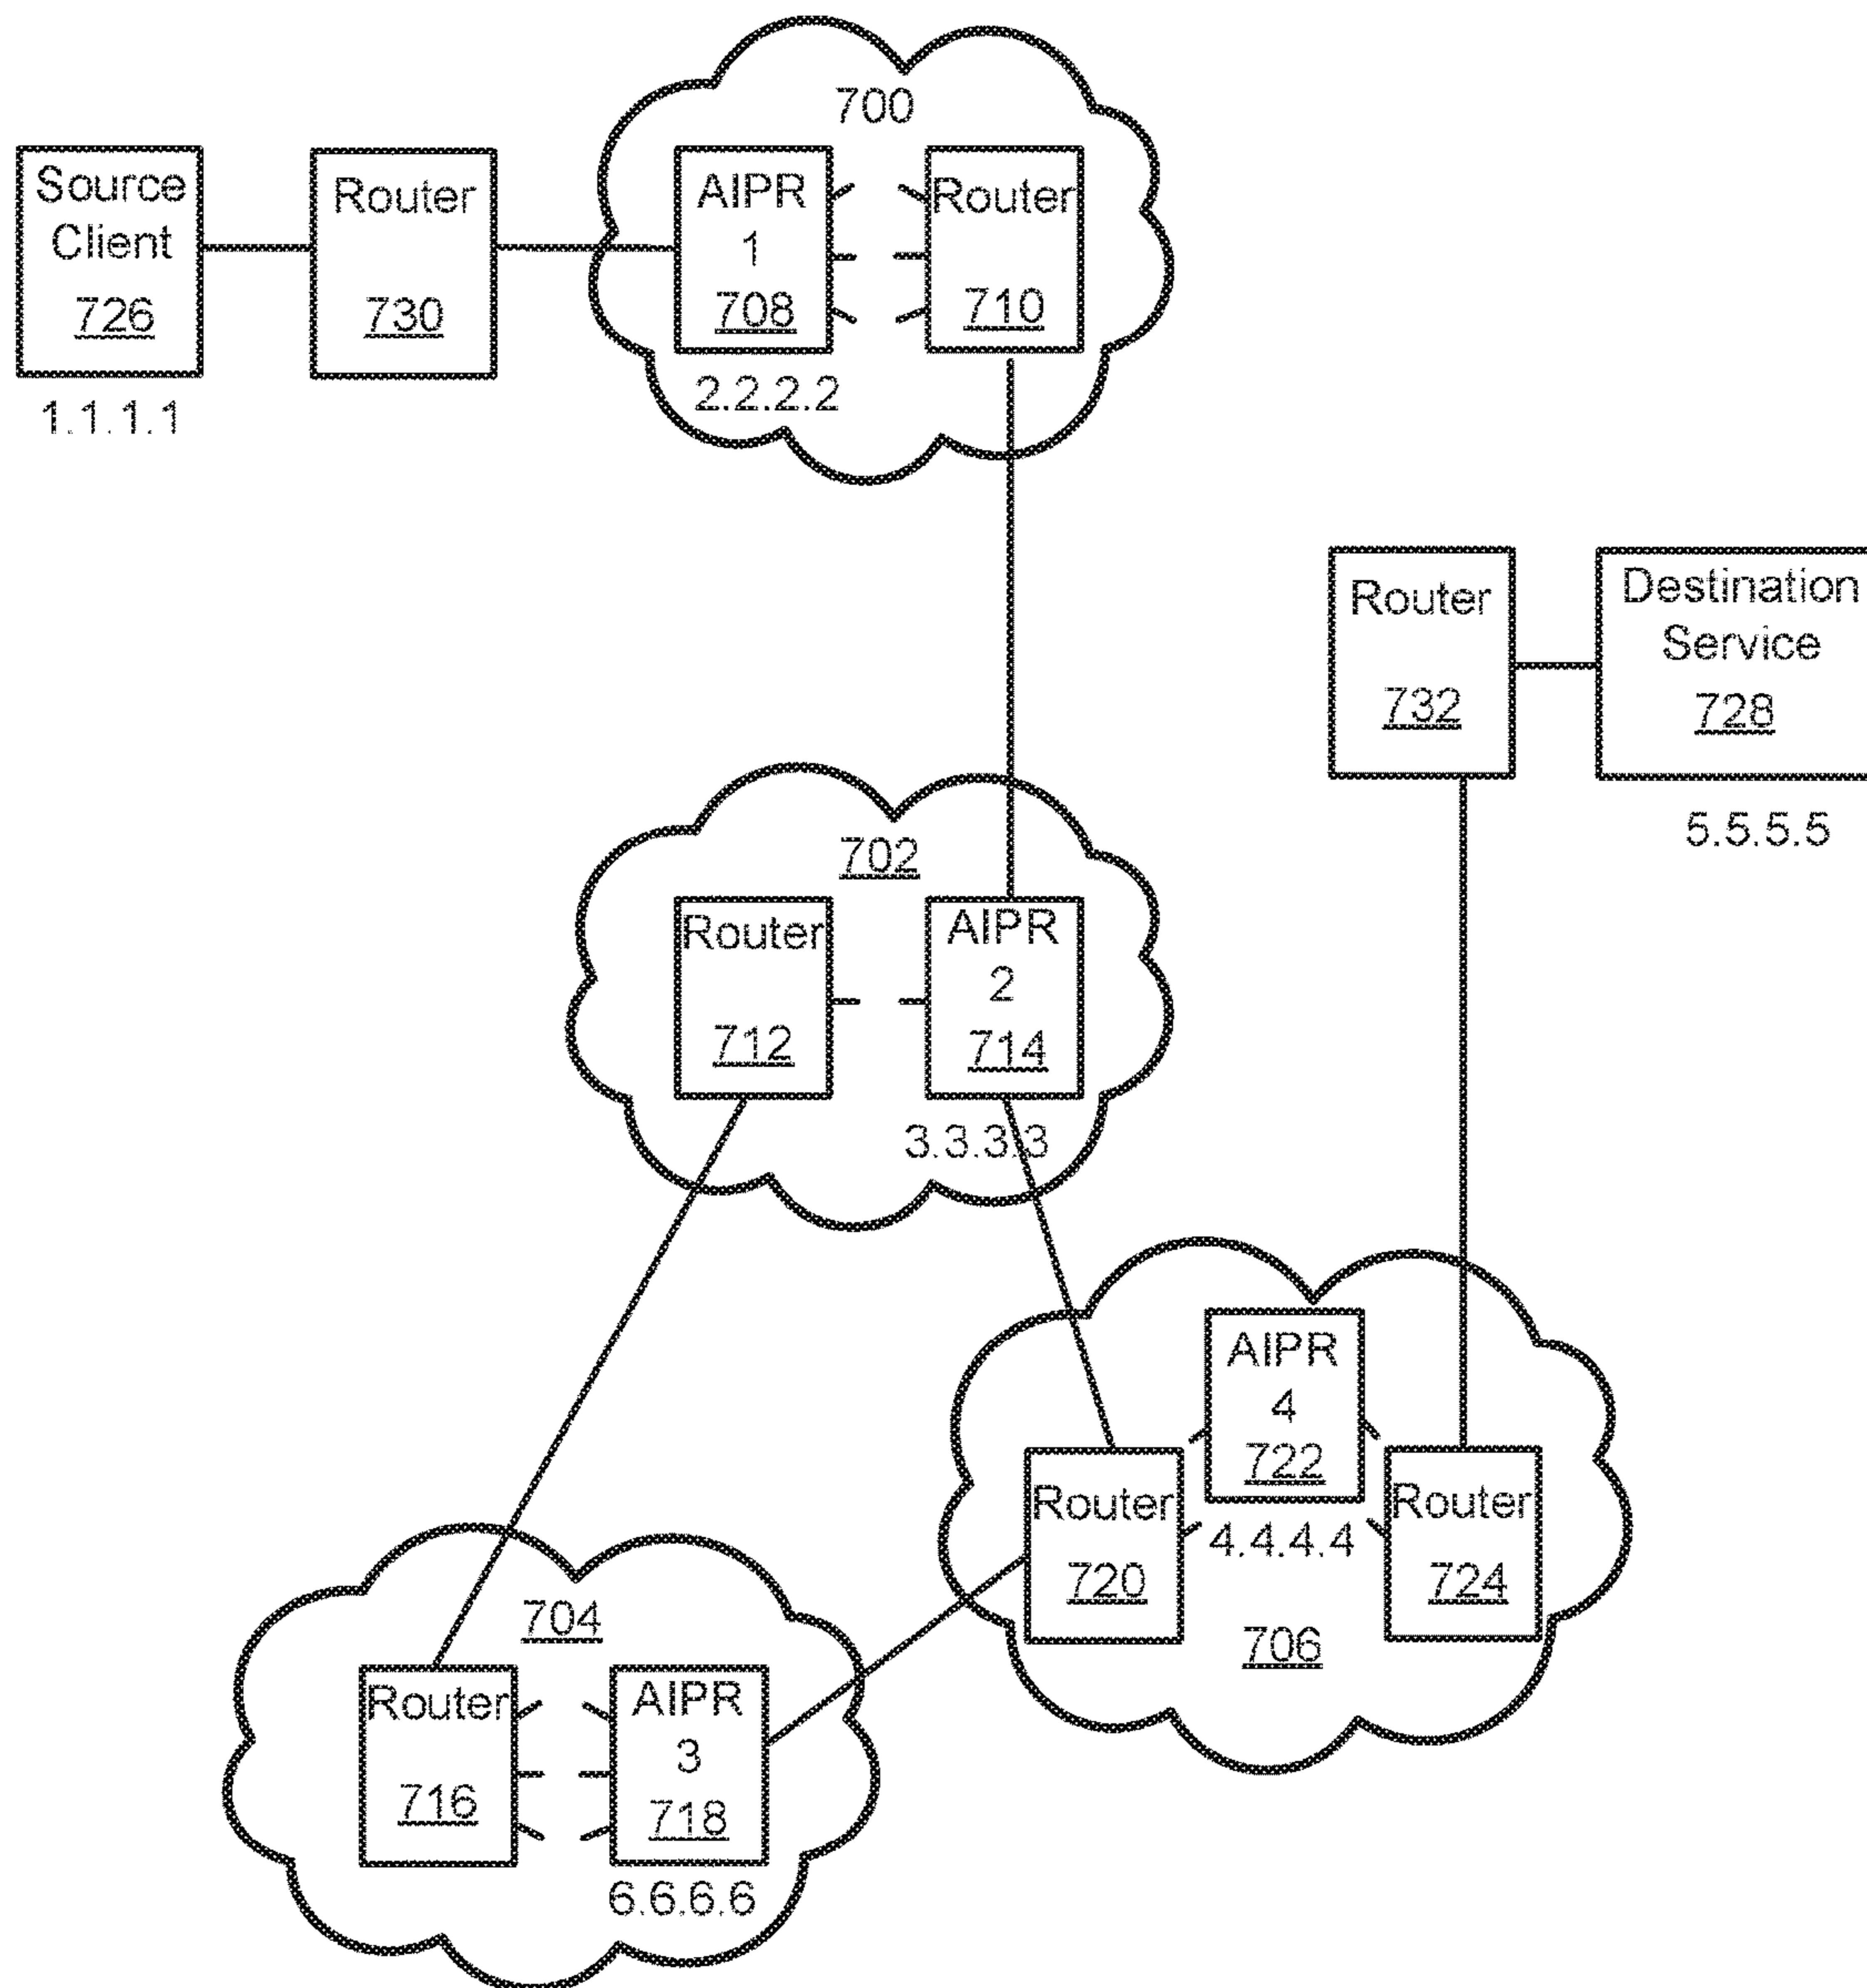 700
Source
Client
726
1.1.1.1
Router
730
AIPR
1
708
2.2.2.2
Router
710
Router
732
Destination
Service
728
5.5.5.5
702
Router
712
AIPR
2
714
3.3.3.3
AIPR
4
722
4.4.4.4
Router
720
Router
724
706
704
Router
716
AIPR
3
718
6.6.6.6